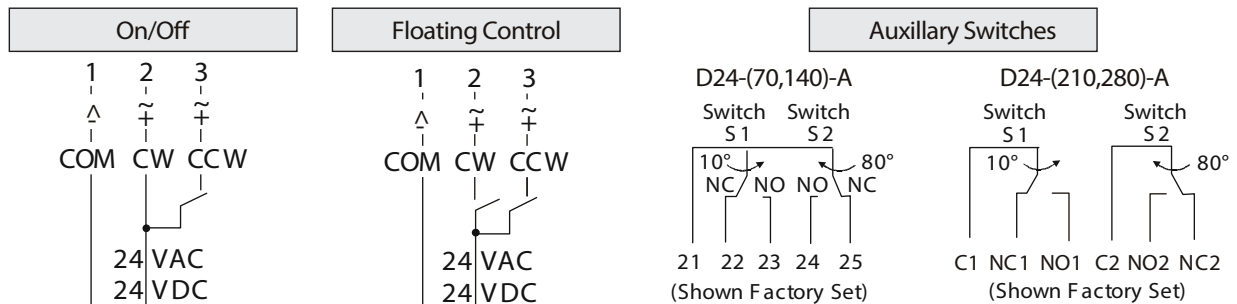 On/Off
1 2 3
COM CW CCW
24 VAC
24 VDC
Floating Control
1 2 3
COM CW CCW
24 VAC
24 VDC
Auxillary Switches
D24-(70,140)-A
Switch Switch
S1 S2
10° 80°
NC NO NO NC
21 22 23 24 25
(Shown Factory Set)
D24-(210,280)-A
Switch Switch
S1 S2
10° 80°
C1 NC1 NO1 C2 NO2 NC2
(Shown Factory Set)